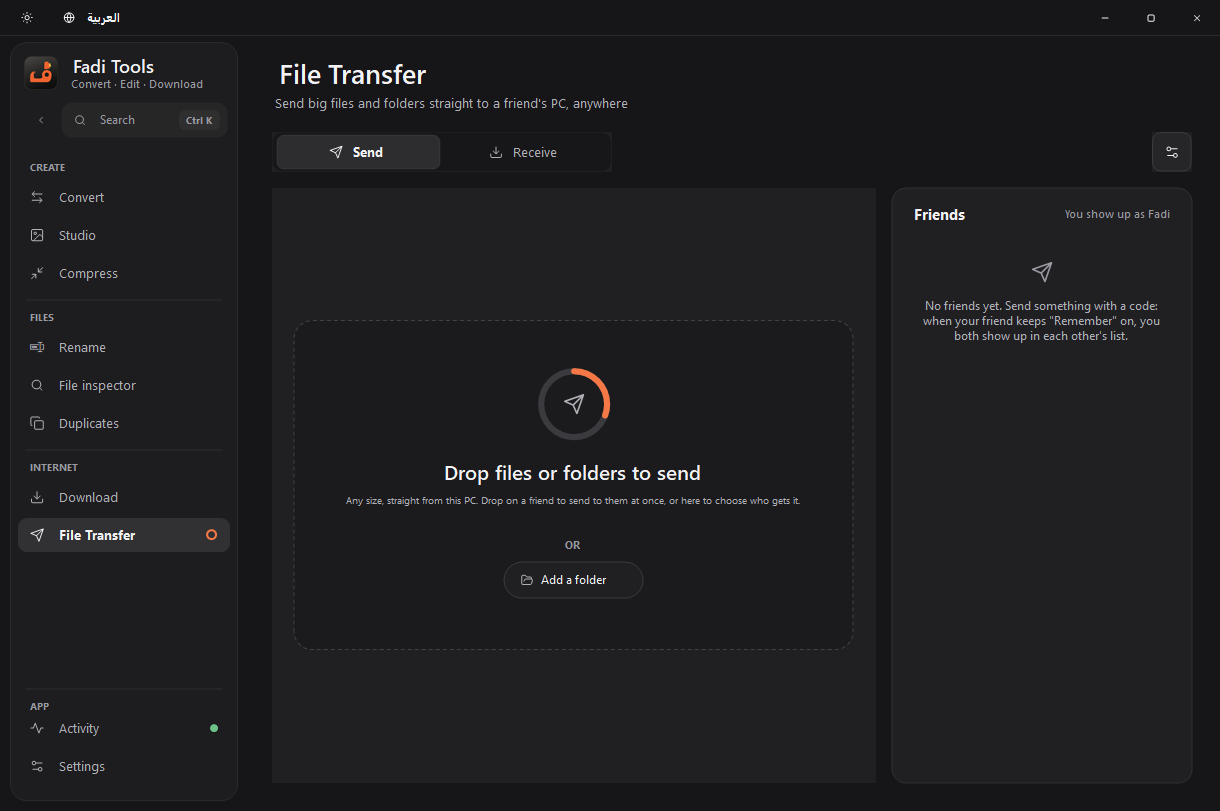 العربية
Fadi Tools
Convert · Edit · Download
Search
Ctrl K
CREATE
Convert
Studio
Compress
FILES
Rename
File inspector
Duplicates
INTERNET
Download
File Transfer
APP
Activity
Settings
File Transfer
Send big files and folders straight to a friend's PC, anywhere
Send
Receive
Drop files or folders to send
Any size, straight from this PC. Drop on a friend to send to them at once, or here to choose who gets it.
OR
Add a folder
Friends
You show up as Fadi
No friends yet. Send something with a code:
when your friend keeps "Remember" on, you
both show up in each other's list.